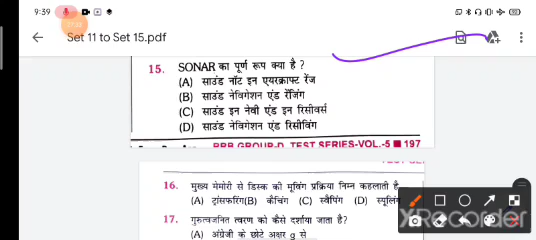 9:39
Set 11 to Set 15.pdf
15. SONAR का पूर्ण रूप क्या है ?
(A) साउंड नॉट इन एयरक्राफ्ट रेंज
(B) साउंड नेविगेशन एंड रेंजिंग
(C) साउंड इन नेवी एंड इन रिसीवर्स
(D) साउंड नेविगेशन एंड रिसीविंग
RRB GROUP-D TEST SERIES-VOL.-5 ■ 197
16. मुख्य मेमोरी से डिस्क की मूविंग प्रक्रिया निम्न कहलाती है
(A) ट्रांसफरिंग (B) कैचिंग (C) स्वैपिंग (D) स्पूलिंग
17. गुरुत्वजनित त्वरण को कैसे दर्शाया जाता है?
(A) अंग्रेजी के छोटे अक्षर g से
XRecorder